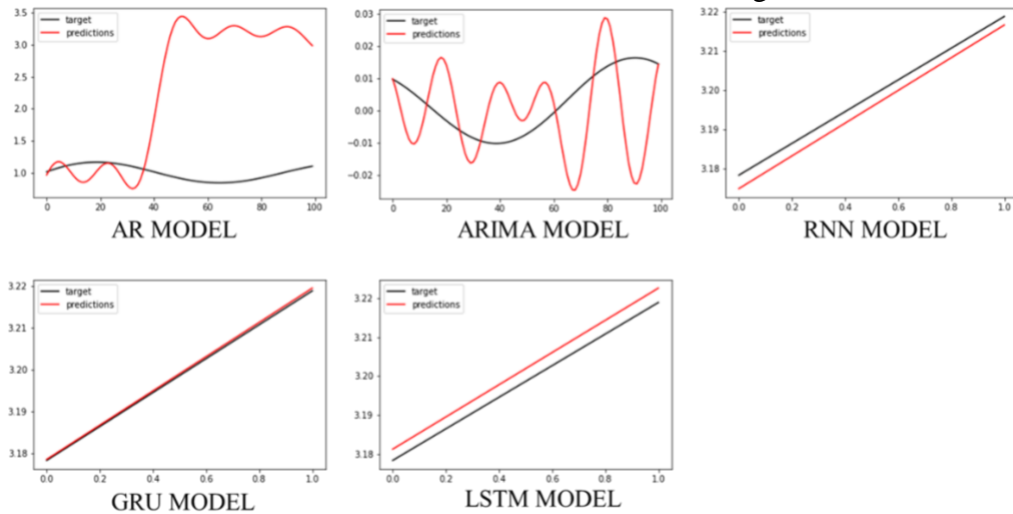 target
predictions
3.5
3.0
2.5
2.0
1.5
1.0
0 20 40 60 80 100
AR MODEL
target
predictions
0.03
0.02
0.01
0.00
−0.01
−0.02
0 20 40 60 80 100
ARIMA MODEL
target
predictions
3.22
3.21
3.20
3.19
3.18
0.0 0.2 0.4 0.6 0.8 1.0
RNN MODEL
target
predictions
3.22
3.21
3.20
3.19
3.18
0.0 0.2 0.4 0.6 0.8 1.0
GRU MODEL
target
predictions
3.22
3.21
3.20
3.19
3.18
0.0 0.2 0.4 0.6 0.8 1.0
LSTM MODEL